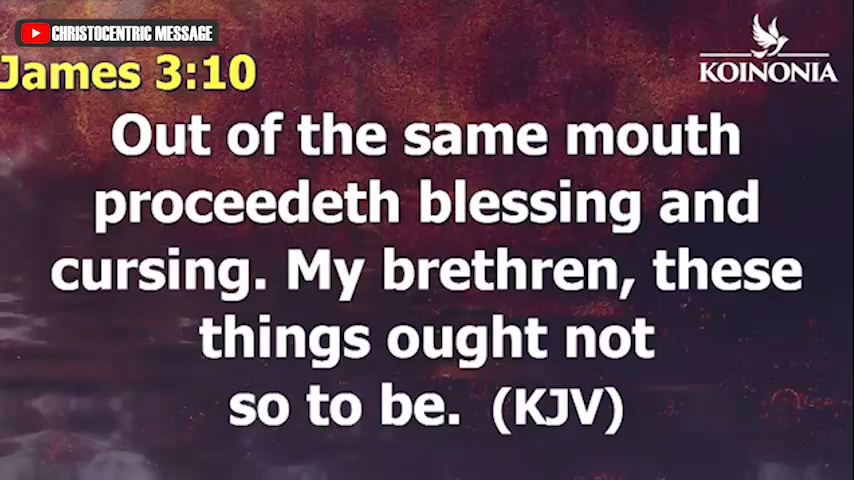 CHRISTOCENTRIC MESSAGE
KOINONIA
James 3:10
Out of the same mouth
proceedeth blessing and
cursing. My brethren, these
things ought not
so to be. (KJV)